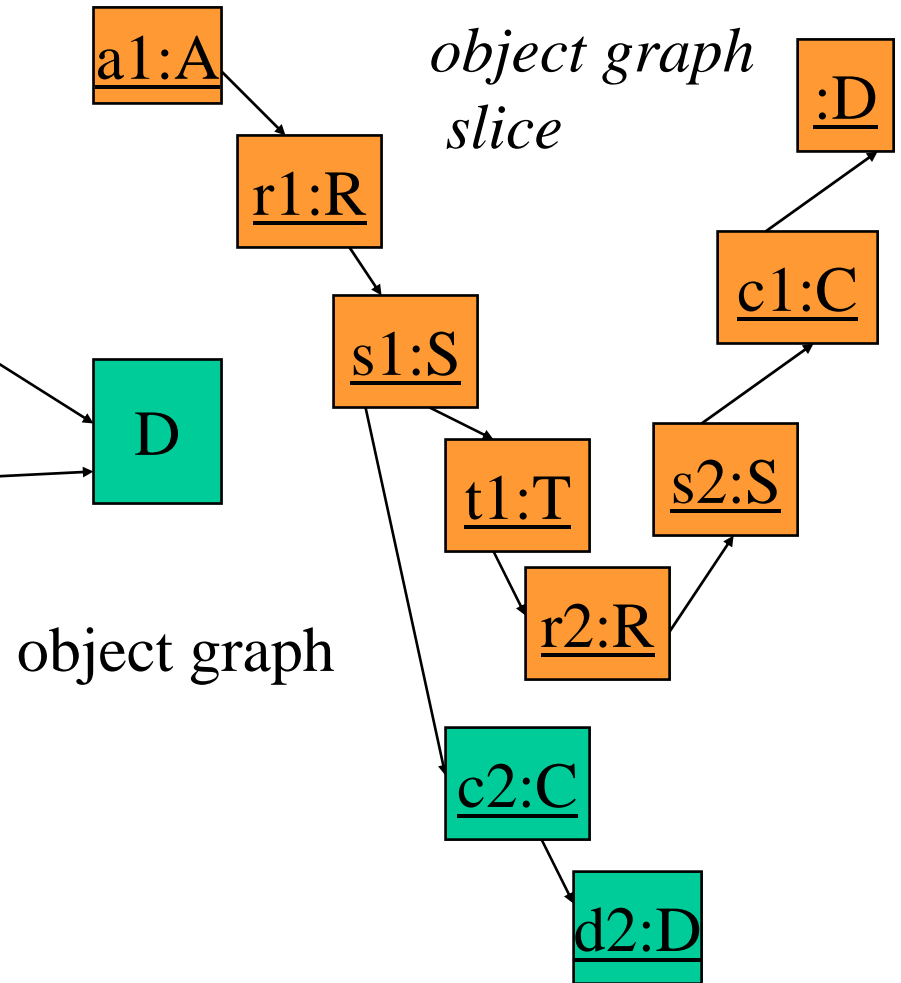 a1:A
object graph
slice
:D
r1:R
c1:C
s1:S
D
s2:S
t1:T
r2:R
object graph
c2:C
d2:D